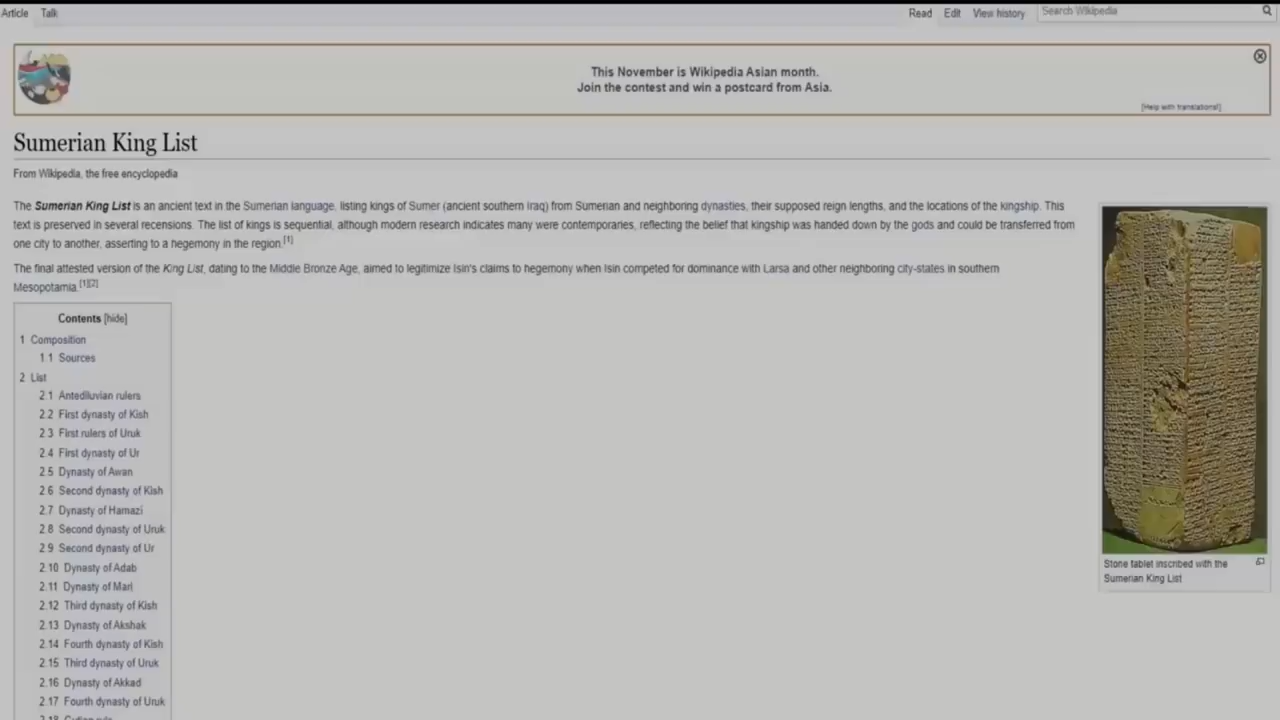 Article Talk Read Edit View history Search Wikipedia
This November is Wikipedia Asian month.
Join the contest and win a postcard from Asia.
[Help with translations!]
Sumerian King List
From Wikipedia, the free encyclopedia
The Sumerian King List is an ancient text in the Sumerian language, listing kings of Sumer (ancient southern Iraq) from Sumerian and neighboring dynasties, their supposed reign lengths, and the locations of the kingship. This
text is preserved in several recensions. The list of kings is sequential, although modern research indicates many were contemporaries, reflecting the belief that kingship was handed down by the gods and could be transferred from
one city to another, asserting to a hegemony in the region.[1]
The final attested version of the King List, dating to the Middle Bronze Age, aimed to legitimize Isin's claims to hegemony when Isin competed for dominance with Larsa and other neighboring city-states in southern
Mesopotamia.[1][2]
Contents [hide]
1 Composition
1.1 Sources
2 List
2.1 Antediluvian rulers
2.2 First dynasty of Kish
2.3 First rulers of Uruk
2.4 First dynasty of Ur
2.5 Dynasty of Awan
2.6 Second dynasty of Kish
2.7 Dynasty of Hamazi
2.8 Second dynasty of Uruk
2.9 Second dynasty of Ur
2.10 Dynasty of Adab
2.11 Dynasty of Mari
2.12 Third dynasty of Kish
2.13 Dynasty of Akshak
2.14 Fourth dynasty of Kish
2.15 Third dynasty of Uruk
2.16 Dynasty of Akkad
2.17 Fourth dynasty of Uruk
2.18 Gutian rule
Stone tablet inscribed with the
Sumerian King List